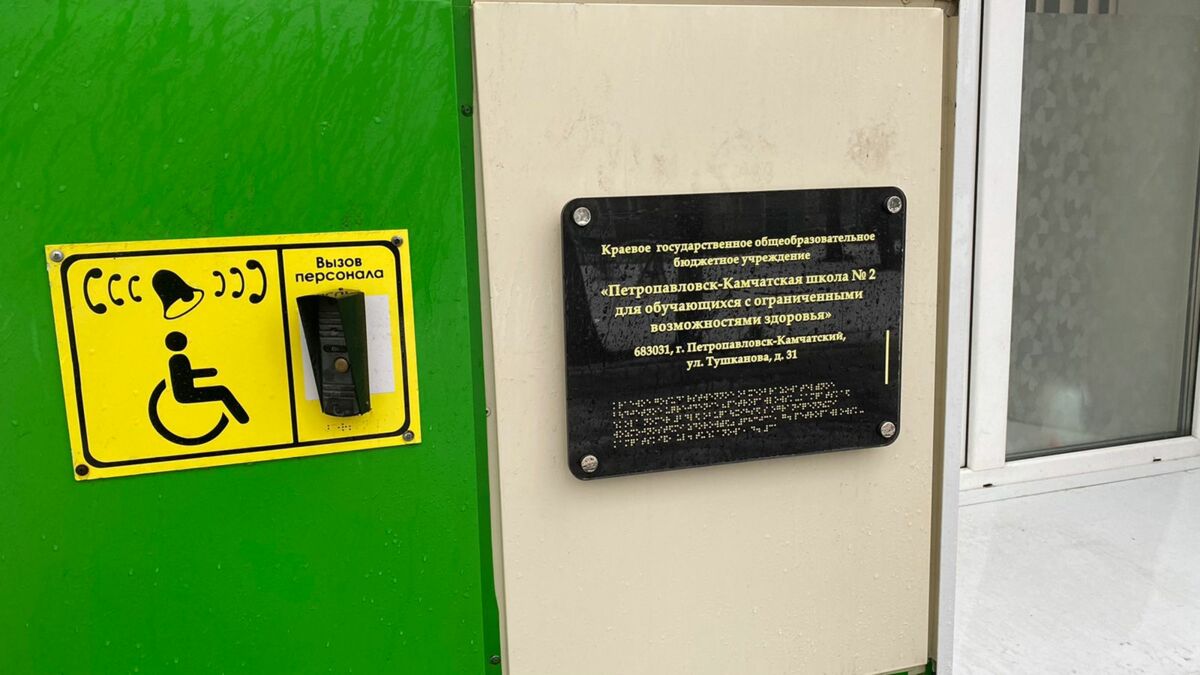 Вызов
персонала
Краевое государственное общеобразовательное
бюджетное учреждение
«Петропавловск-Камчатская школа № 2
для обучающихся с ограниченными
возможностями здоровья»
683031, г. Петропавловск-Камчатский,
ул. Тушканова, д. 31